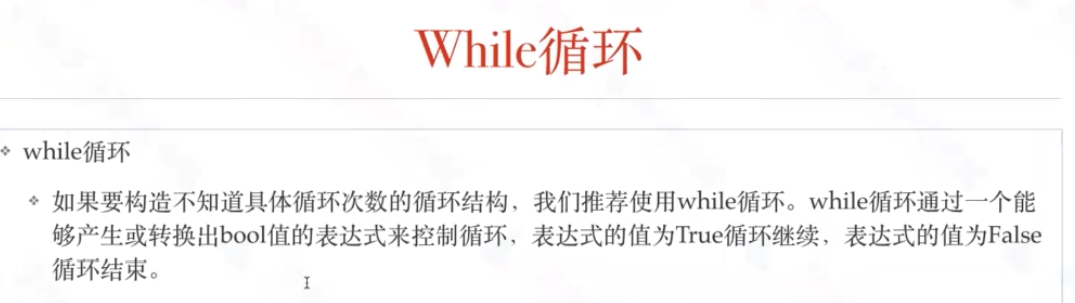 While循环
while循环
如果要构造不知道具体循环次数的循环结构，我们推荐使用while循环。while循环通过一个能
够产生或转换出bool值的表达式来控制循环，表达式的值为True循环继续，表达式的值为False
循环结束。